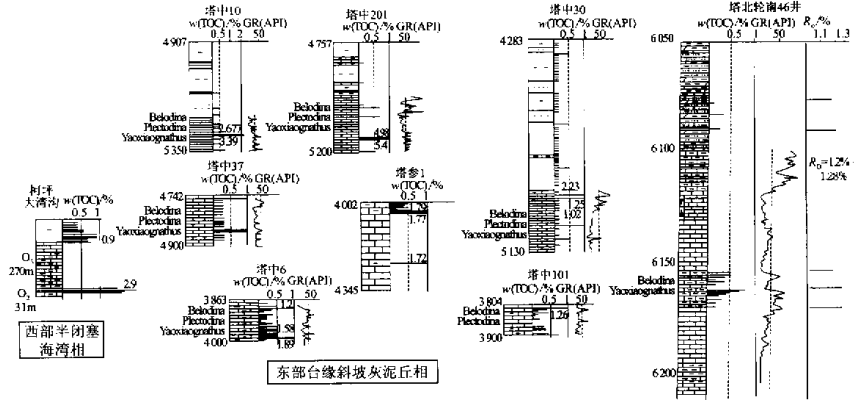 塔中10
w(TOC)/% GR(API)
0.5 1 2 50
4 907
Belodina
Plectodina
Yaoxiaognathus
2.677
3.39
5 350
塔中201
w(TOC)/% GR(API)
0.5 1 50
4 757
Belodina
Plectodina
Yaoxiaognathus
4.98
5.4
5 200
塔中30
w(TOC)/% GR(API)
0.5 1 50
4 283
2.23
25
1.02
Belodina
Plectodina
Yaoxiaognathus
5 130
塔北轮南46井
w(TOC)/% GR(API) Ro/%
0.5 1 50 1.1 1.3
6 050
6 100
Ro=1.2%
1.28%
6 150
Belodina
Yaoxiaognathus
6 200
塔中37
w(TOC)/% GR(API)
0.5 1 50
4 742
Belodina
Plectodina
Yaoxiaognathus
4 900
塔参1
w(TOC)/%
0.5 1
4 002
1.77
1.72
4 345
柯坪
大湾沟
w(TOC)/%
0.5 1
0.9
270m
2.9
31m
塔中6
w(TOC)/% GR(API)
0.5 1 50
3 863
1.2
Belodina
Plectodina
Yaoxiaognathus
1.58
1.89
4 000
塔中101
w(TOC)/% GR(API)
0.5 1 50
3 804
Belodina
Plectodina
1.26
3 900
西部半闭塞
海湾相
东部台缘斜坡灰泥丘相